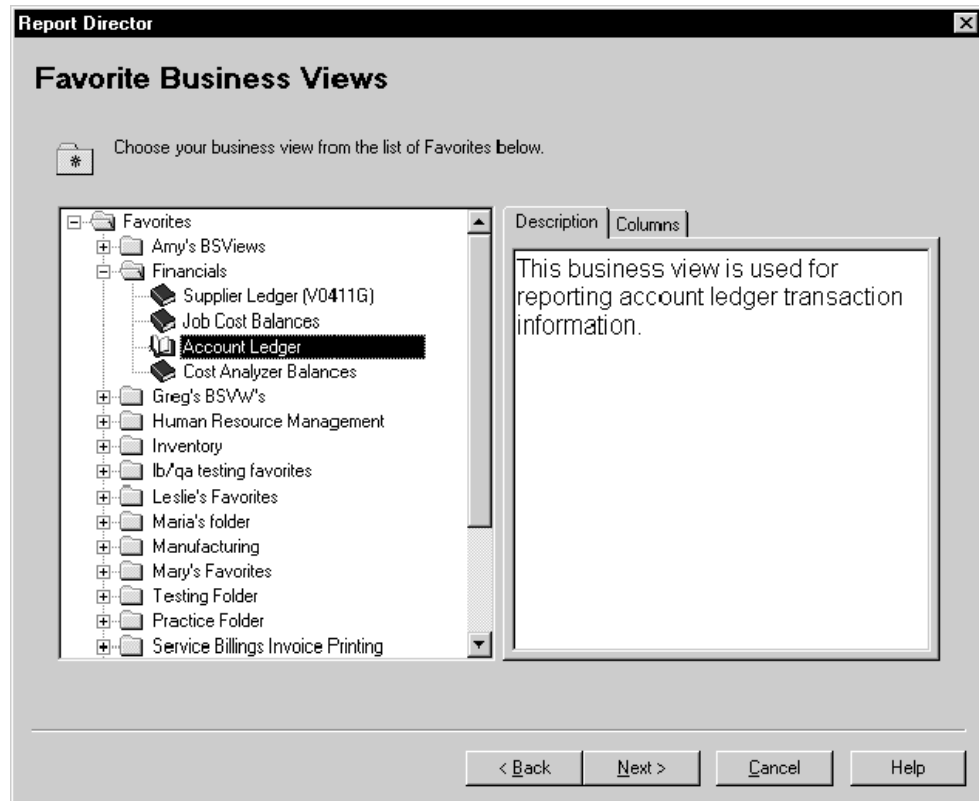 Report Director
Favorite Business Views
Choose your business view from the list of Favorites below.
Favorites
Amy's BSViews
Financials
Supplier Ledger (V0411G)
Job Cost Balances
Account Ledger
Cost Analyzer Balances
Greg's BSVW's
Human Resource Management
Inventory
lb/'qa testing favorites
Leslie's Favorites
Maria's folder
Manufacturing
Mary's Favorites
Testing Folder
Practice Folder
Service Billings Invoice Printing
Description
Columns
This business view is used for
reporting account ledger transaction
information.
< Back
Next >
Cancel
Help